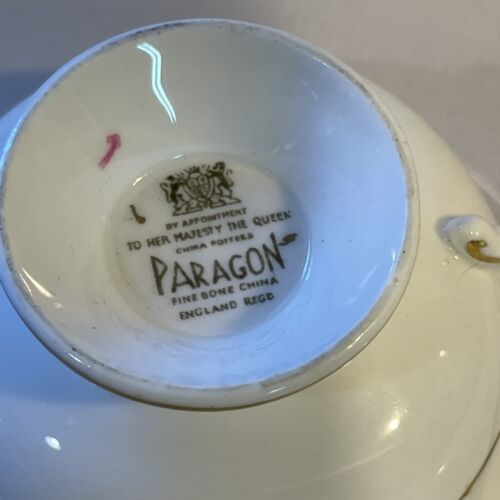 BY APPOINTMENT
TO HER MAJESTY THE QUEEN
CHINA POTTERS
PARAGON
FINE BONE CHINA
ENGLAND REGD